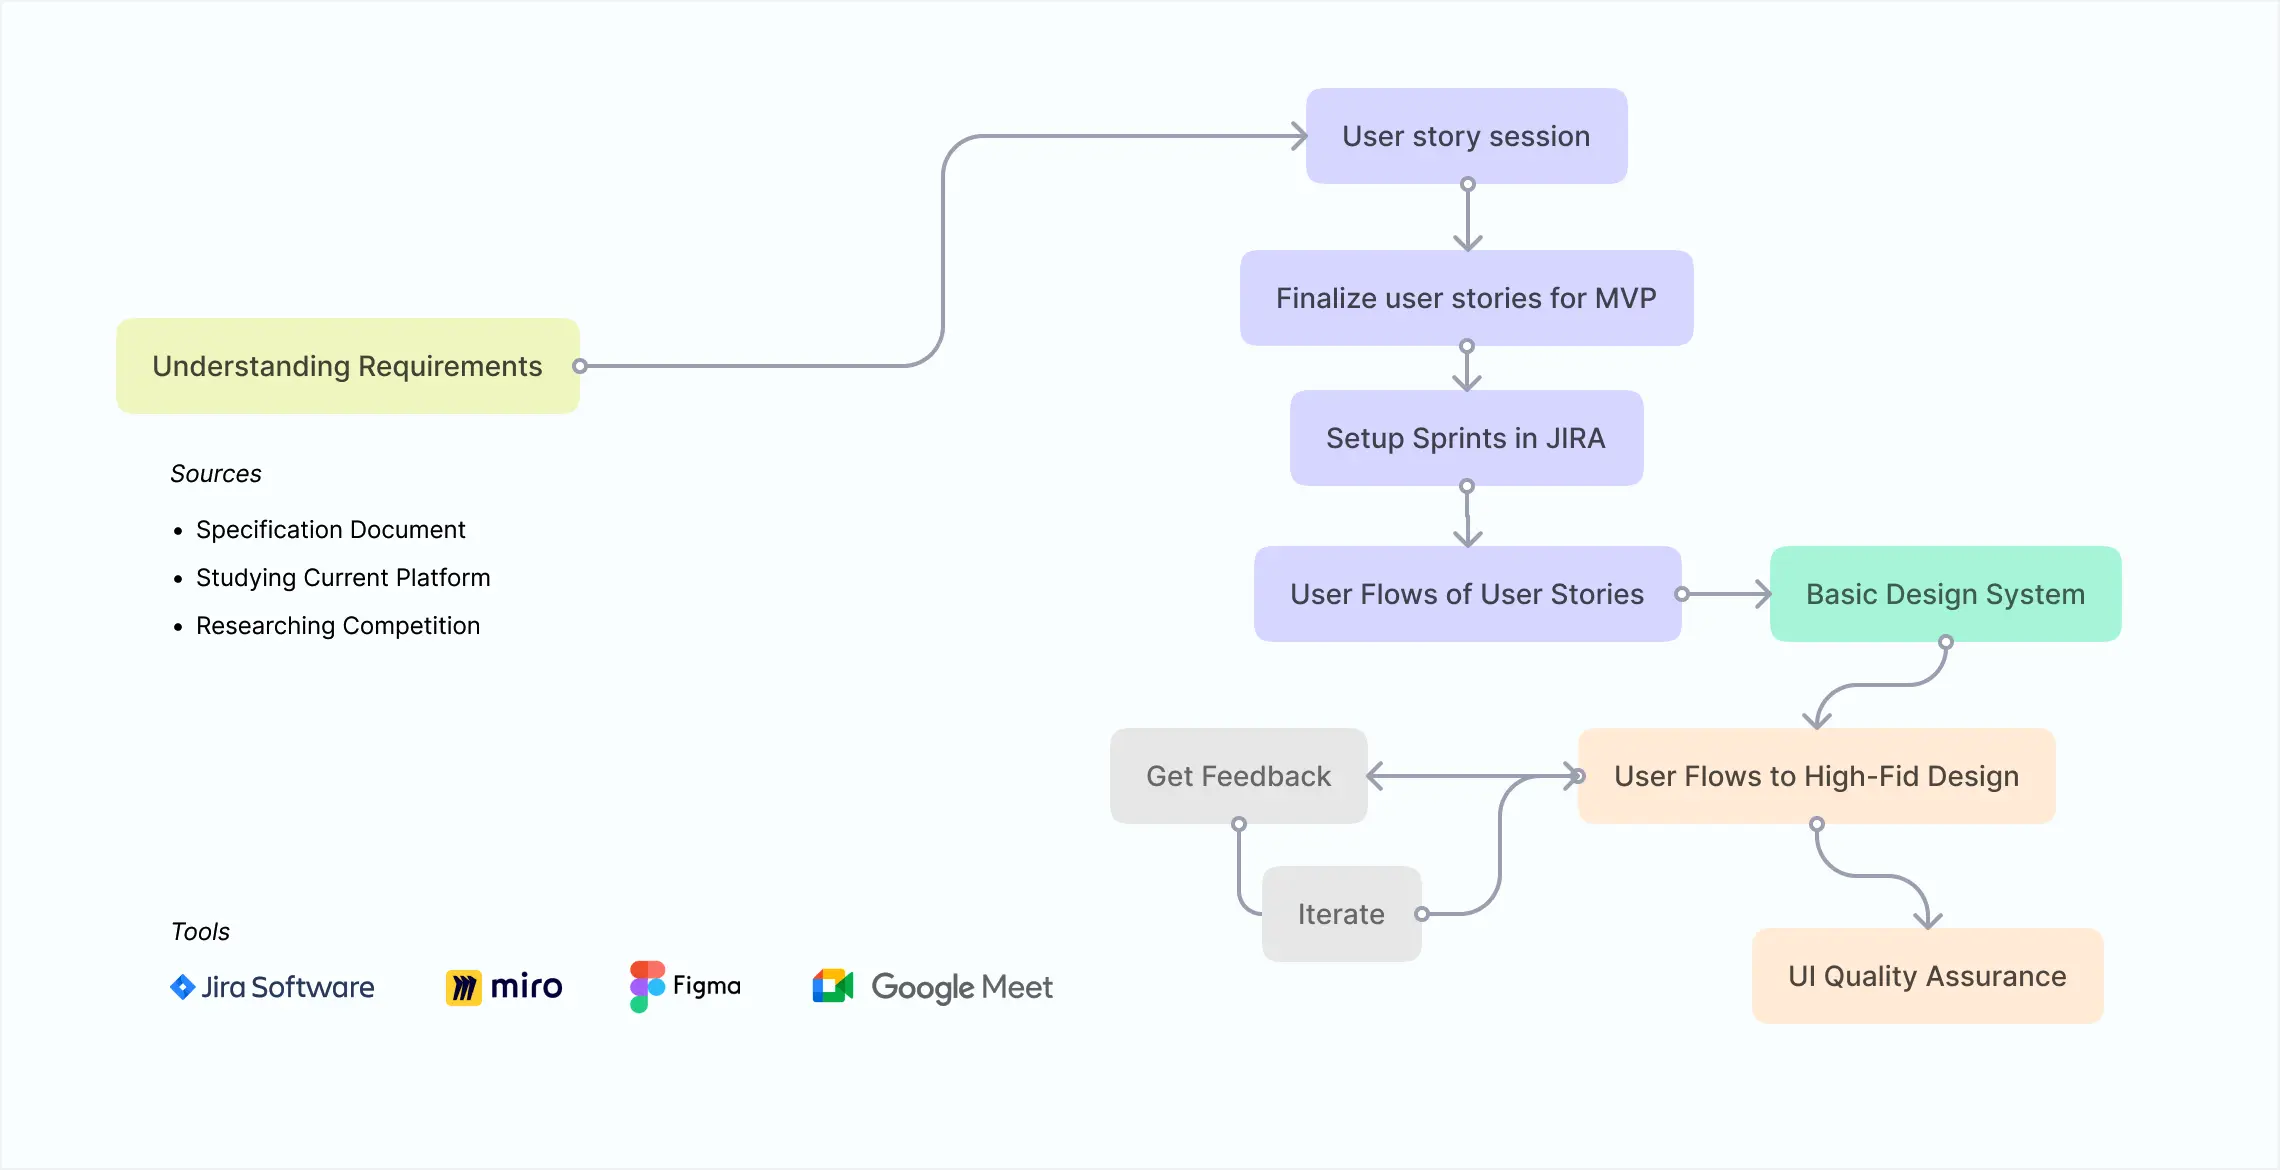 User story session
Finalize user stories for MVP
Understanding Requirements
Setup Sprints in JIRA
Sources
• Specification Document
• Studying Current Platform
• Researching Competition
User Flows of User Stories
Basic Design System
Get Feedback
User Flows to High-Fid Design
Iterate
UI Quality Assurance
Tools
Jira Software
miro
Figma
Google Meet